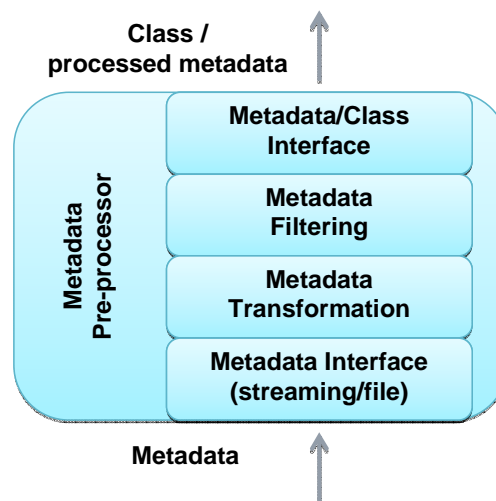 Class /
processed metadata
Metadata/Class
Interface
Metadata
Filtering
Metadata
Transformation
Metadata Interface
(streaming/file)
Metadata
Pre-processor
Metadata